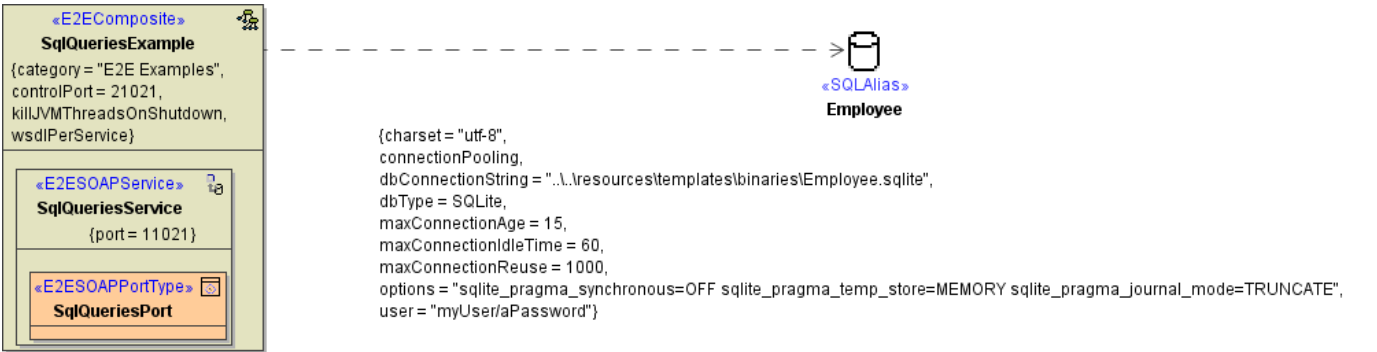 «E2EComposite»
SqlQueriesExample
{category = "E2E Examples",
controlPort = 21021,
killJVMThreadsOnShutdown,
wsdlPerService}
«E2ESOAPService»
SqlQueriesService
{port = 11021}
«E2ESOAPPortType»
SqlQueriesPort
«SQLAlias»
Employee
{charset = "utf-8",
connectionPooling,
dbConnectionString = "..\..\resources\templates\binaries\Employee.sqlite",
dbType = SQLite,
maxConnectionAge = 15,
maxConnectionIdleTime = 60,
maxConnectionReuse = 1000,
options = "sqlite_pragma_synchronous=OFF sqlite_pragma_temp_store=MEMORY sqlite_pragma_journal_mode=TRUNCATE",
user = "myUser/aPassword"}